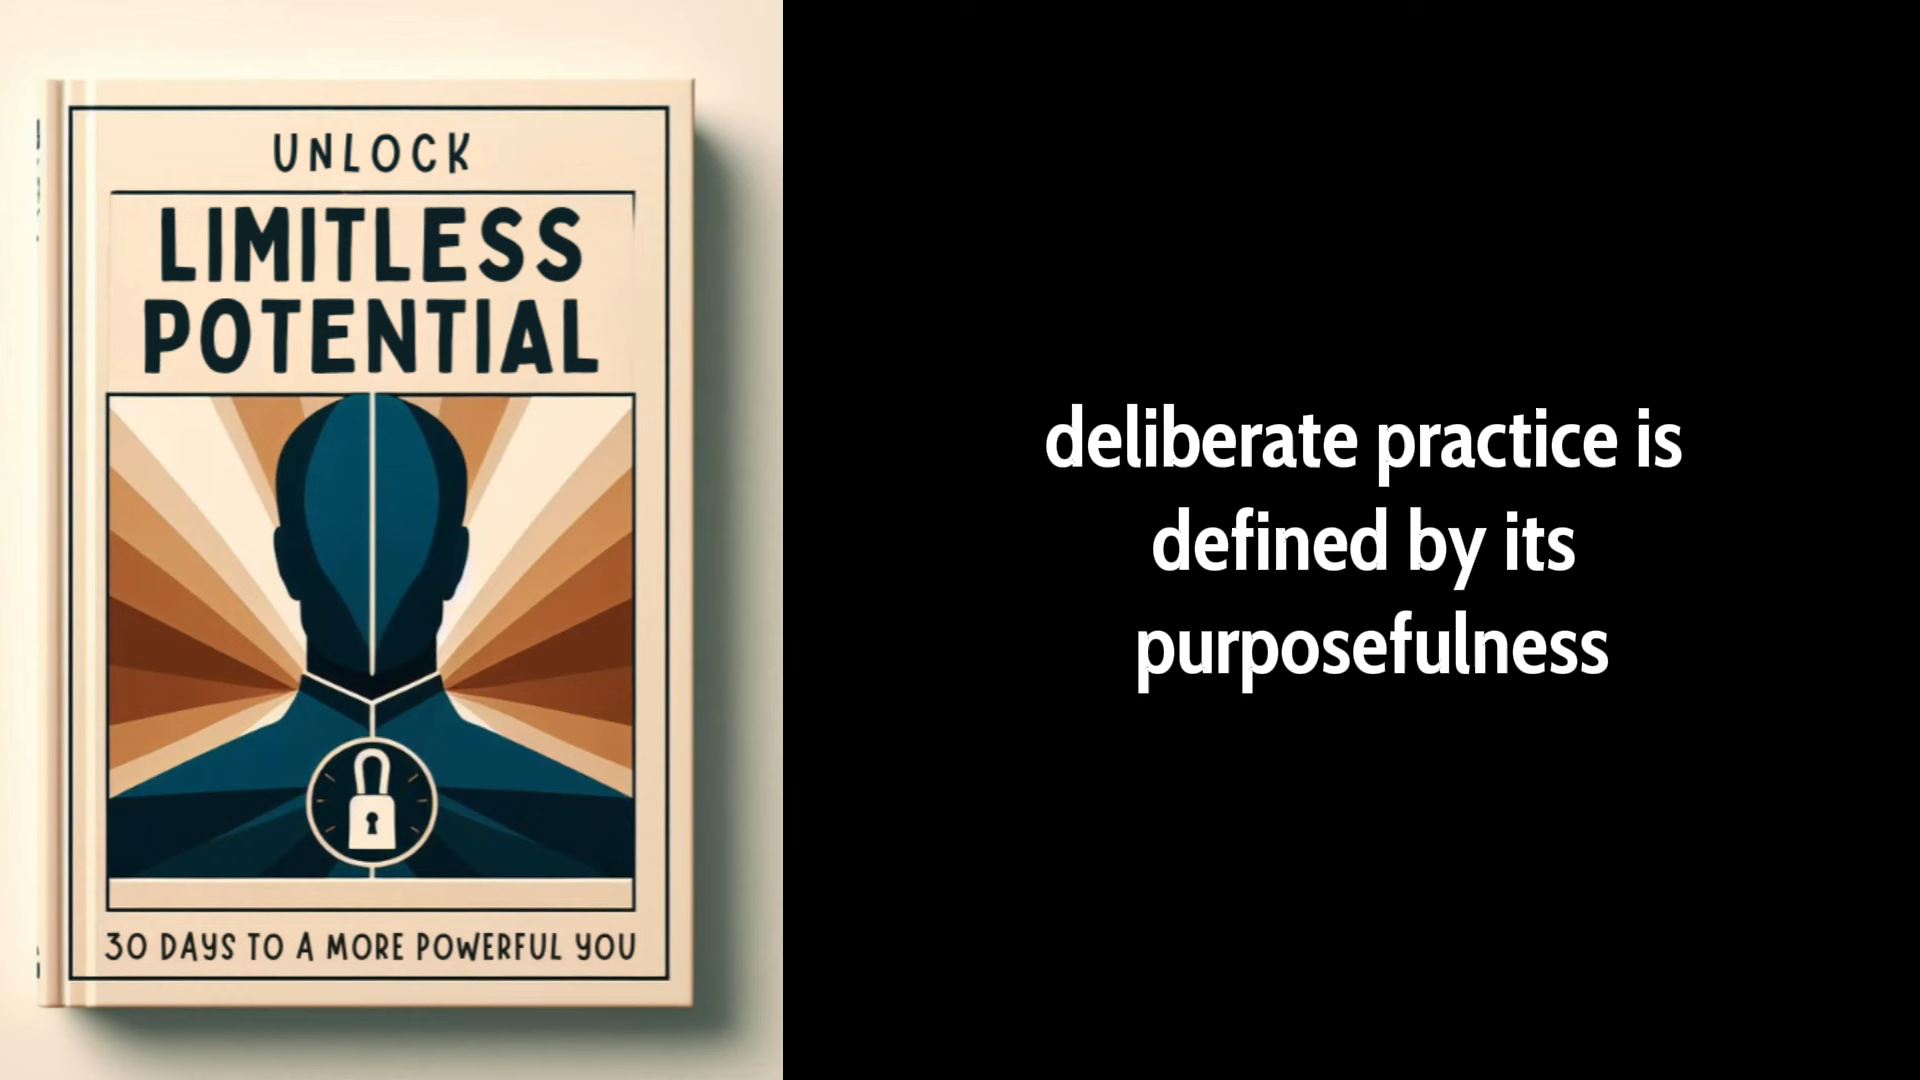 UNLOCK
LIMITLESS
POTENTIAL
30 DAYS TO A MORE POWERFUL YOU
deliberate practice is
defined by its
purposefulness